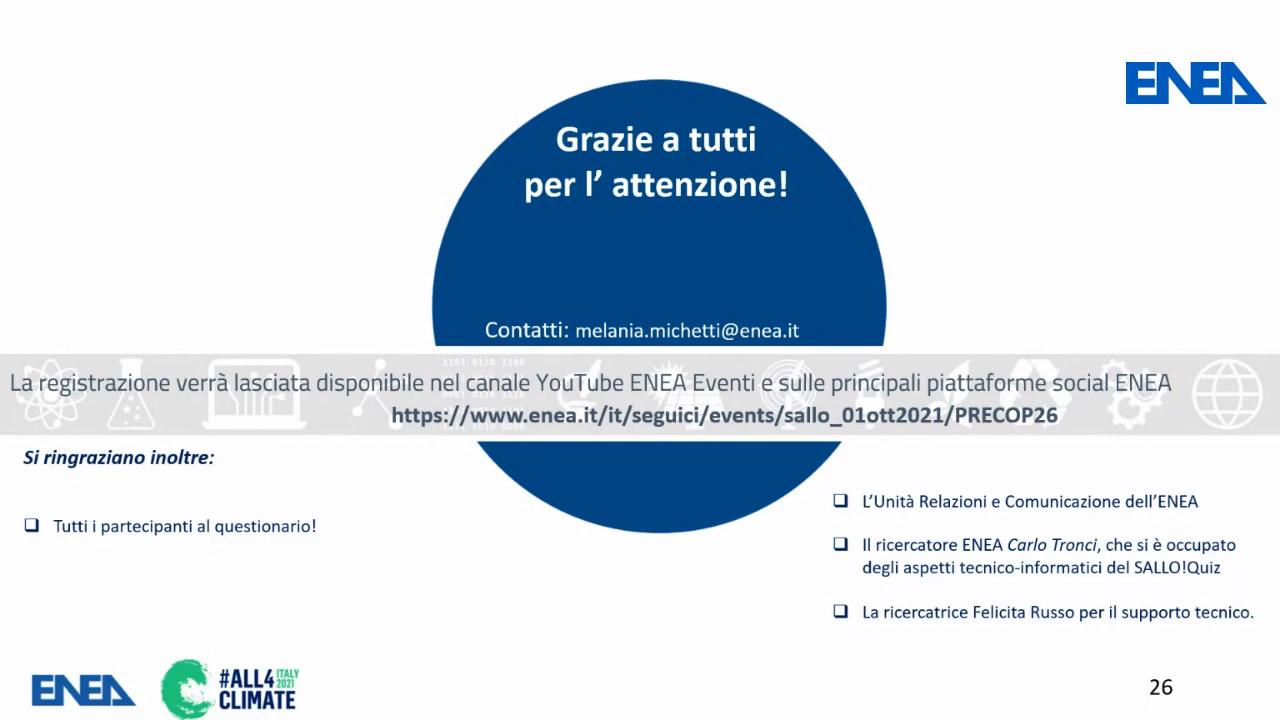 ENEA
Grazie a tutti
per l’ attenzione!
Contatti: melania.michetti@enea.it
1101 0110 1100
La registrazione verrà lasciata disponibile nel canale YouTube ENEA Eventi e sulle principali piattaforme social ENEA
https://www.enea.it/it/seguici/events/sallo_01ott2021/PRECOP26
Si ringraziano inoltre:
❑ Tutti i partecipanti al questionario!
❑ L’Unità Relazioni e Comunicazione dell’ENEA
❑ Il ricercatore ENEA Carlo Tronci, che si è occupato
degli aspetti tecnico-informatici del SALLO!Quiz
❑ La ricercatrice Felicita Russo per il supporto tecnico.
ENEA
#ALL4 ITALY
2021
CLIMATE
26